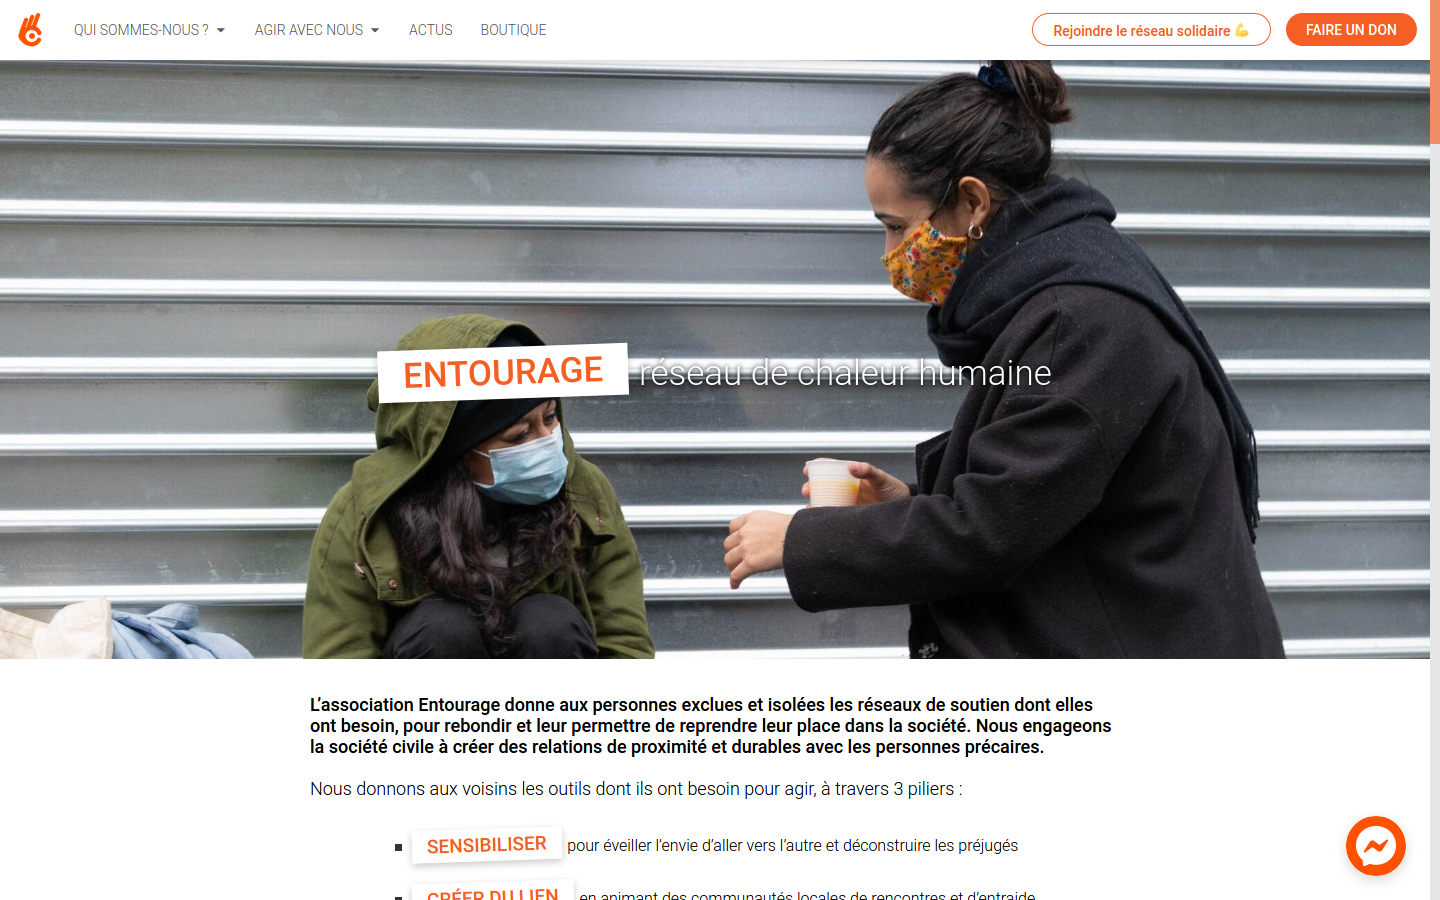 QUI SOMMES-NOUS ?
AGIR AVEC NOUS
ACTUS
BOUTIQUE
Rejoindre le réseau solidaire 💪
FAIRE UN DON
ENTOURAGE réseau de chaleur humaine
L’association Entourage donne aux personnes exclues et isolées les réseaux de soutien dont elles
ont besoin, pour rebondir et leur permettre de reprendre leur place dans la société. Nous engageons
la société civile à créer des relations de proximité et durables avec les personnes précaires.
Nous donnons aux voisins les outils dont ils ont besoin pour agir, à travers 3 piliers :
SENSIBILISER pour éveiller l’envie d’aller vers l’autre et déconstruire les préjugés
CRÉER DU LIEN en animant des communautés locales de rencontres et d’entraide